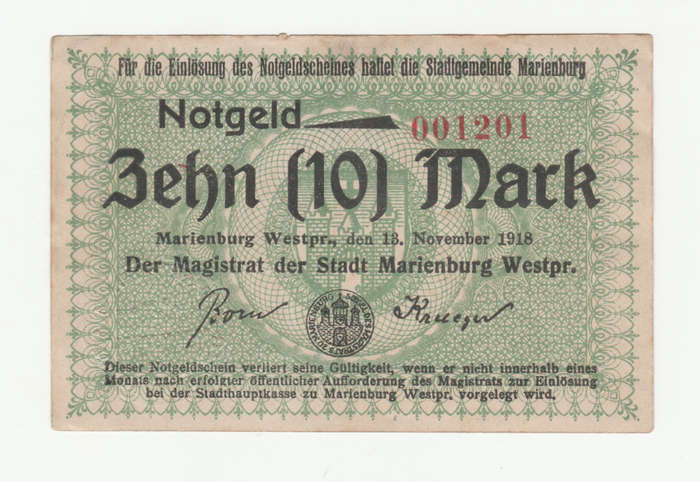 Für die Einlösung des Notgeldscheines haftet die Stadtgemeinde Marienburg
Notgeld 001201
Zehn (10) Mark
Marienburg Westpr., den 13. November 1918
Der Magistrat der Stadt Marienburg Westpr.
Born Krueger
Dieser Notgeldschein verliert seine Gültigkeit, wenn er nicht innerhalb eines
Monats nach erfolgter öffentlicher Aufforderung des Magistrats zur Einlösung
bei der Stadthauptkasse zu Marienburg Westpr. vorgelegt wird.